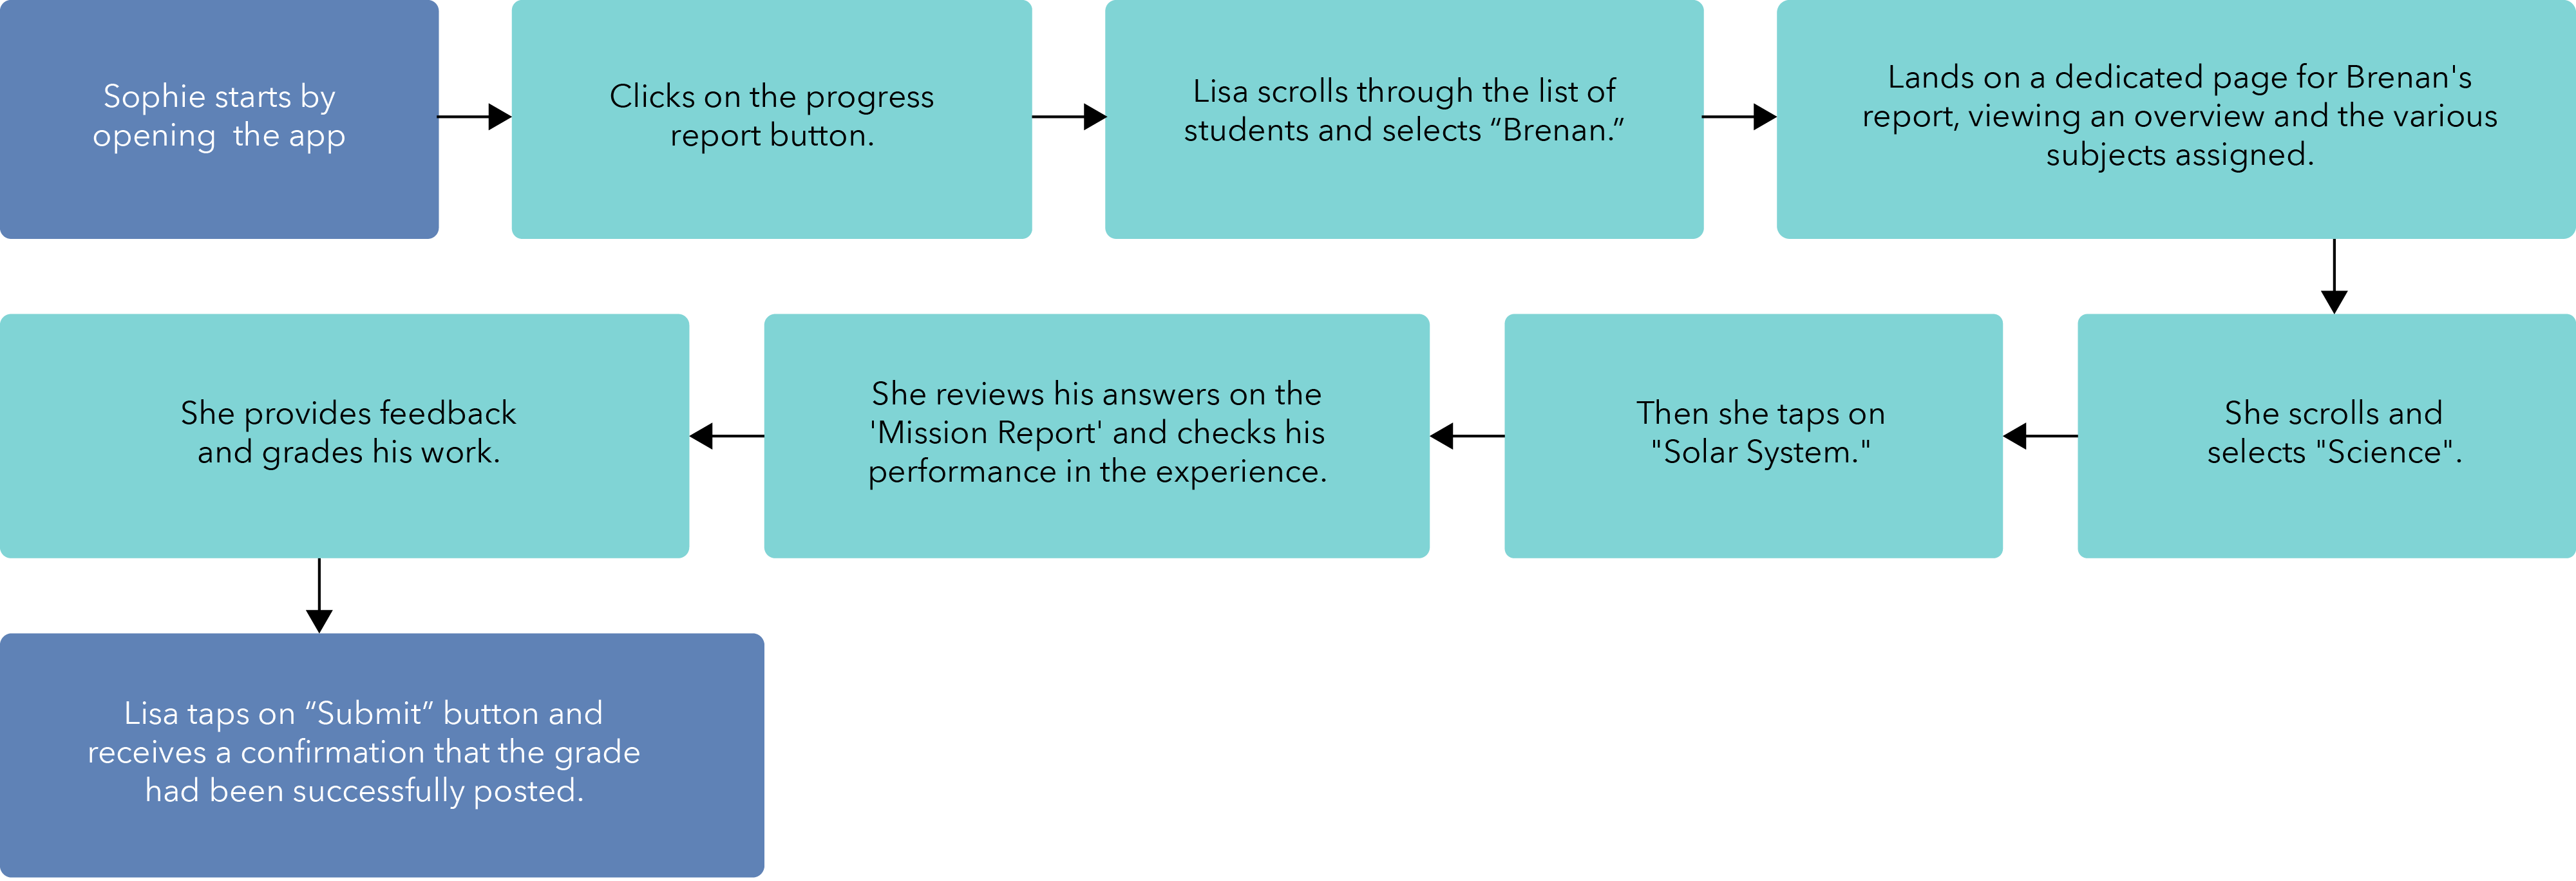 Sophie starts by
opening  the app
Clicks on the progress
report button.
Lisa scrolls through the list of
students and selects “Brenan.”
Lands on a dedicated page for Brenan's
report, viewing an overview and the various
subjects assigned.
She scrolls and
selects "Science".
Then she taps on
"Solar System."
She reviews his answers on the
'Mission Report' and checks his
performance in the experience.
She provides feedback
and grades his work.
Lisa taps on “Submit” button and
receives a confirmation that the grade
had been successfully posted.